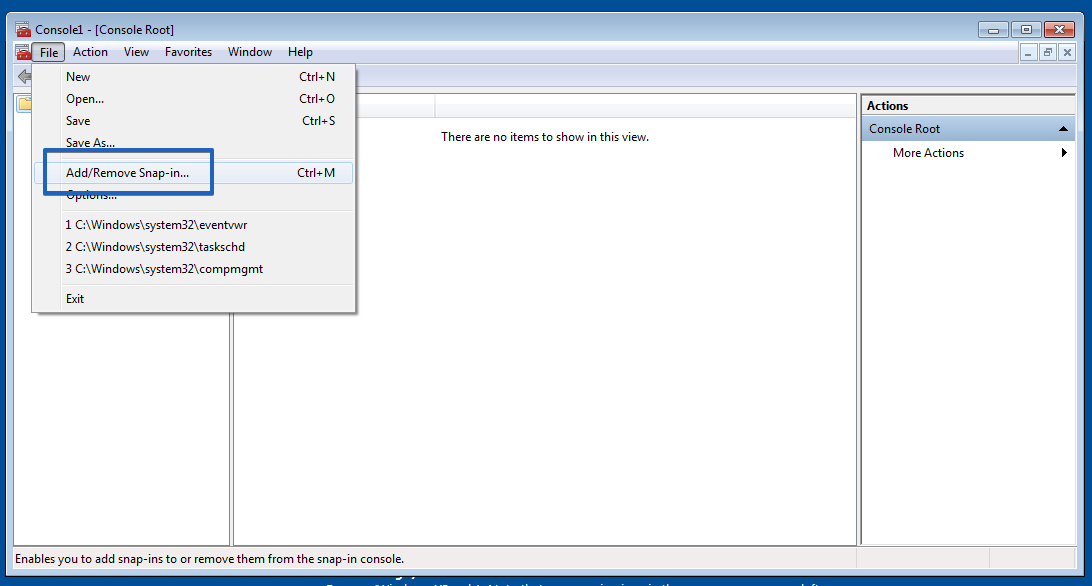 Console1 - [Console Root]
File Action View Favorites Window Help
New Ctrl+N
Open... Ctrl+O
Save Ctrl+S
Save As...
Add/Remove Snap-in... Ctrl+M
Options...
1 C:\Windows\system32\eventvwr
2 C:\Windows\system32\taskschd
3 C:\Windows\system32\compmgmt
Exit
There are no items to show in this view.
Actions
Console Root
More Actions
Enables you to add snap-ins to or remove them from the snap-in console.